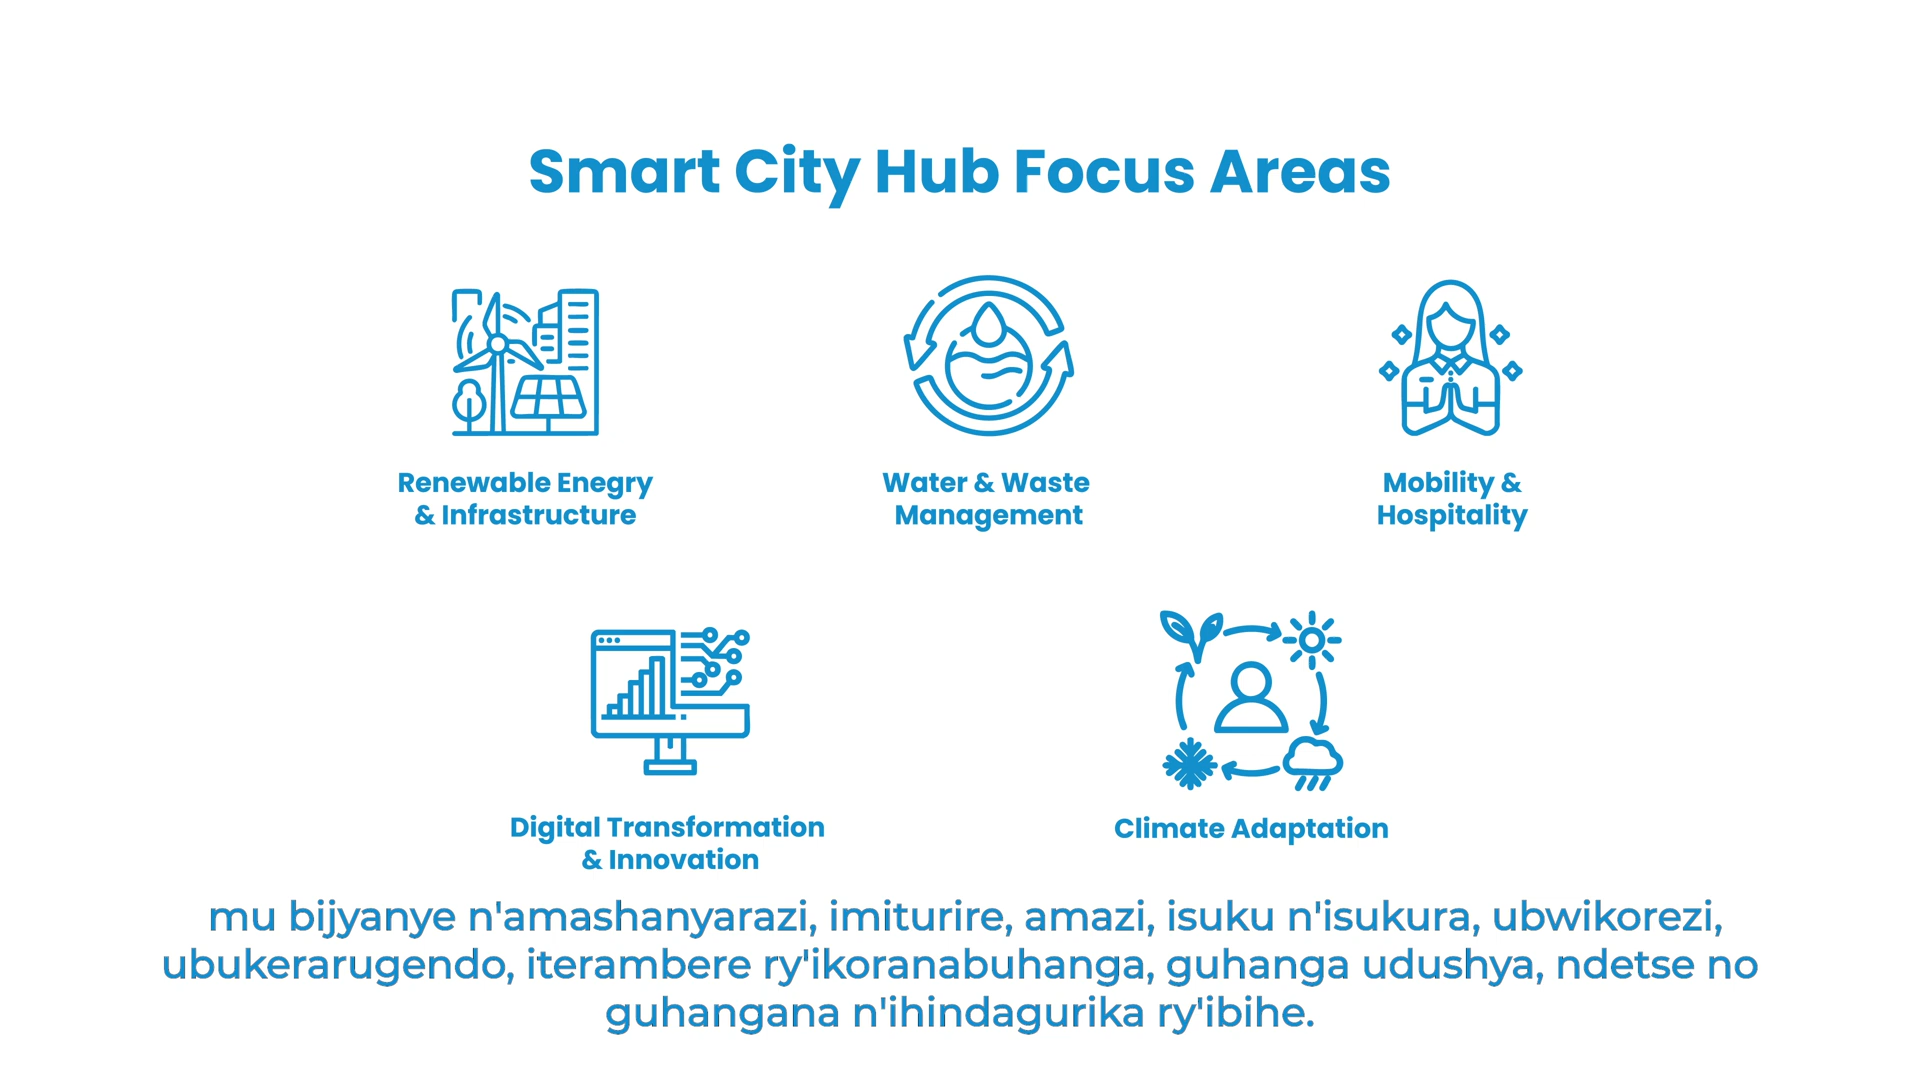 Smart City Hub Focus Areas
Renewable Enegry
& Infrastructure
Water & Waste
Management
Mobility &
Hospitality
Digital Transformation
& Innovation
Climate Adaptation
mu bijyanye n'amashanyarazi, imiturire, amazi, isuku n'isukura, ubwikorezi,
ubukerarugendo, iterambere ry'ikoranabuhanga, guhanga udushya, ndetse no
guhangana n'ihindagurika ry'ibihe.